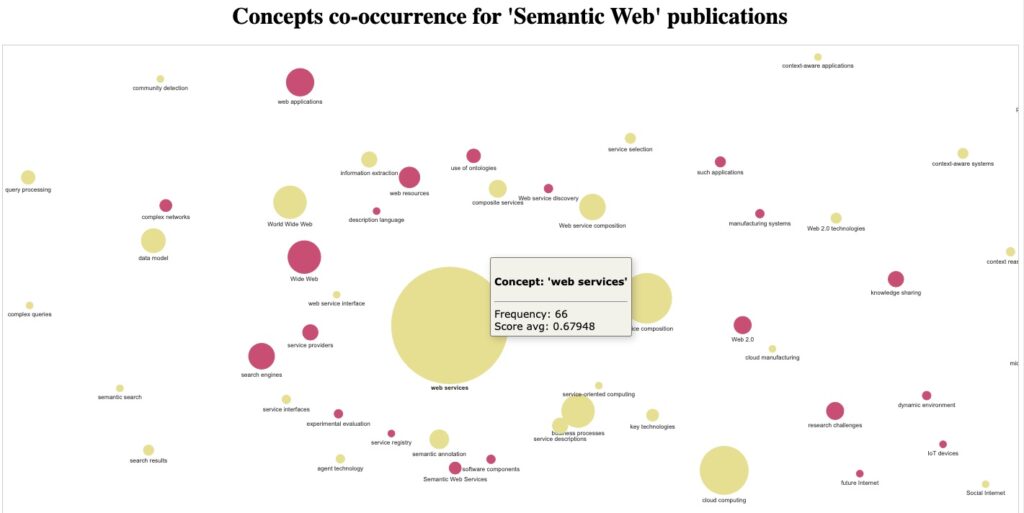 Concepts co-occurrence for 'Semantic Web' publications
context-aware applications
community detection
web applications
service selection
use of ontologies
context-aware systems
information extraction
such applications
query processing
web resources
composite services
Web service discovery
complex networks
description language
World Wide Web
Web service composition
manufacturing systems
Web 2.0 technologies
data model
Concept: 'web services'
Frequency: 66
Score avg: 0.67948
Wide Web
knowledge sharing
web service interface
complex queries
composition
service providers
Web 2.0
cloud manufacturing
search engines
web services
semantic search
service-oriented computing
dynamic environment
service interfaces
experimental evaluation
key technologies
research challenges
processes
service descriptions
service registry
semantic annotation
IoT devices
search results
agent technology
software components
Semantic Web Services
future Internet
Social Internet
cloud computing